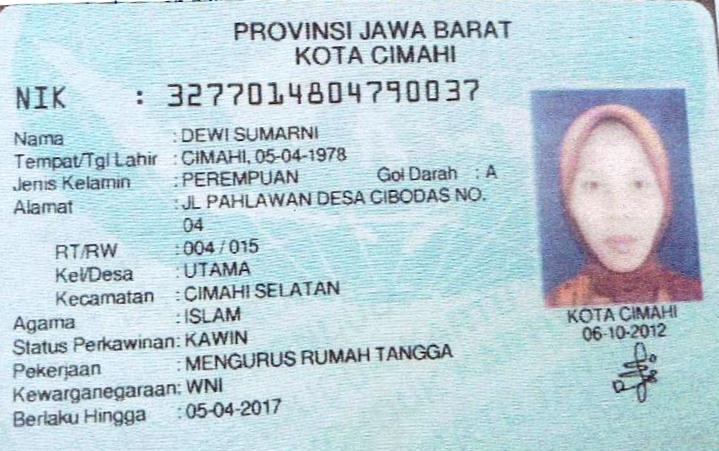 PROVINSI JAWA BARAT
KOTA CIMAHI
NIK : 3277014804790037
Nama : DEWI SUMARNI
Tempat/Tgl Lahir : CIMAHI, 05-04-1978
Jenis Kelamin : PEREMPUAN Gol Darah : A
Alamat : JL PAHLAWAN DESA CIBODAS NO.
04
RT/RW : 004 / 015
Kel/Desa : UTAMA
Kecamatan : CIMAHI SELATAN
Agama : ISLAM
Status Perkawinan: KAWIN
Pekerjaan : MENGURUS RUMAH TANGGA
Kewarganegaraan: WNI
Berlaku Hingga : 05-04-2017
KOTA CIMAHI
06-10-2012